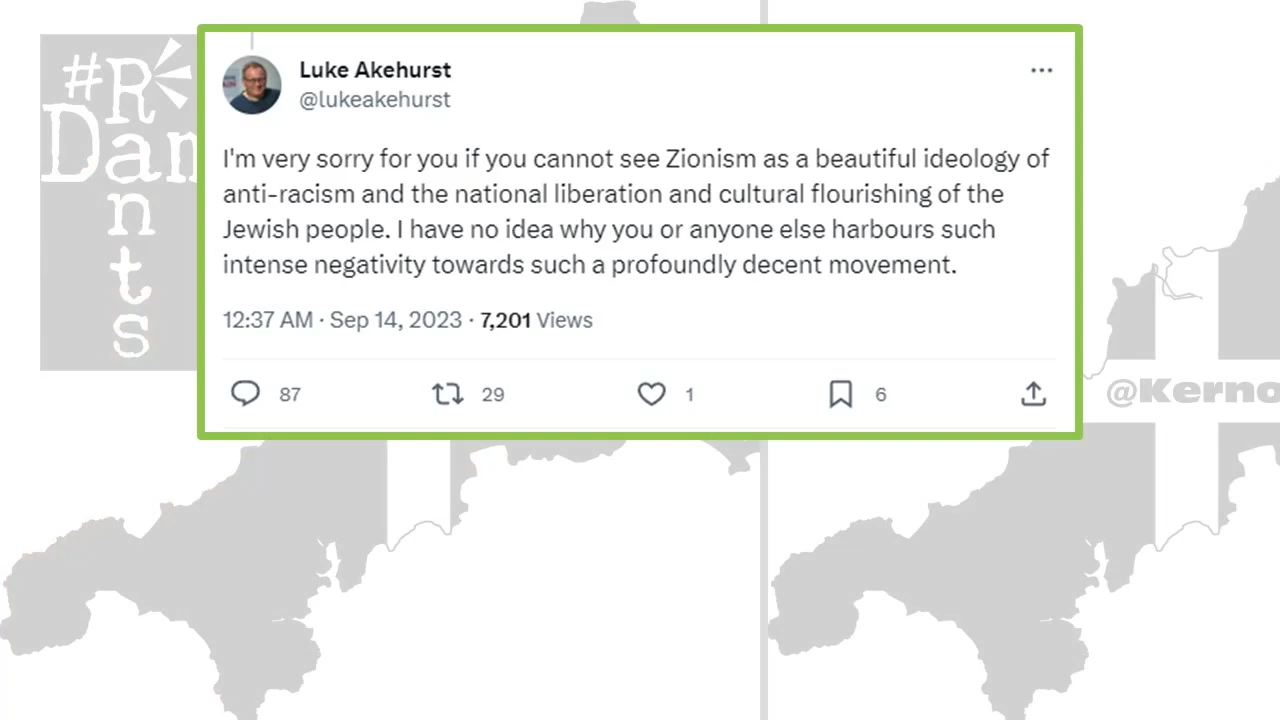 #R
Dan
n
t
s
Luke Akehurst
@lukeakehurst
I'm very sorry for you if you cannot see Zionism as a beautiful ideology of
anti-racism and the national liberation and cultural flourishing of the
Jewish people. I have no idea why you or anyone else harbours such
intense negativity towards such a profoundly decent movement.
12:37 AM · Sep 14, 2023 · 7,201 Views
87
29
1
6
@Kerno